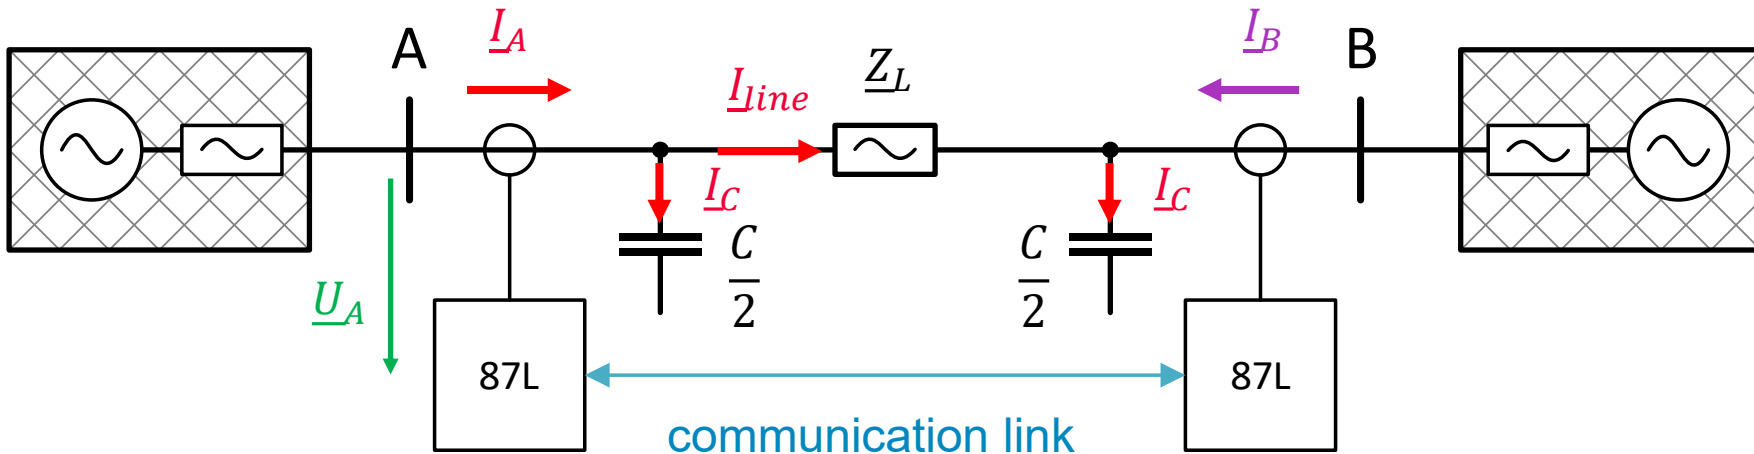 I_A
I_B
A
B
I_line
Z_L
I_C
I_C
C/2
C/2
U_A
87L
87L
communication link